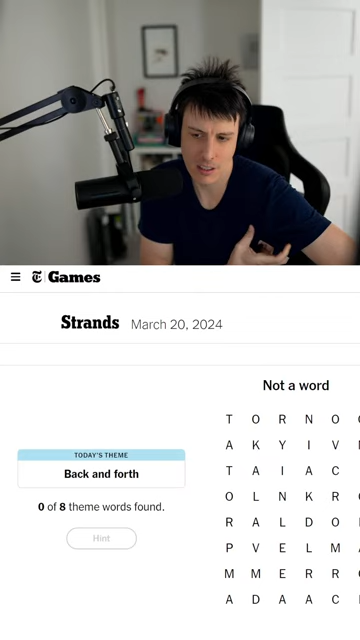 Games
Strands March 20, 2024
Not a word
TODAY'S THEME
Back and forth
0 of 8 theme words found.
Hint
T O R N O
A K Y I V
T A I A C
O L N K R
R A L D O
P V E L M
M M E R R
A D A A C